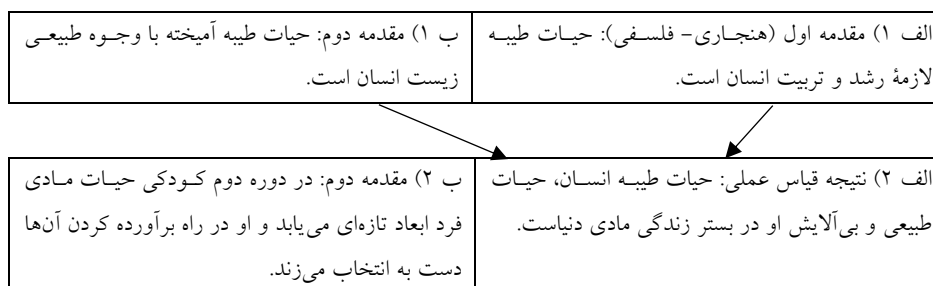 الف ۱) مقدمه اول (هنجاری- فلسفی): حیات طیبه
لازمهٔ رشد و تربیت انسان است.
ب ۱) مقدمه دوم: حیات طیبه آمیخته با وجوه طبیعی
زیست انسان است.
الف ۲) نتیجه قیاس عملی: حیات طیبه انسان، حیات
طبیعی و بی‌آلایش او در بستر زندگی مادی دنیاست.
ب ۲) مقدمه دوم: در دوره دوم کودکی حیات مادی
فرد ابعاد تازه‌ای می‌یابد و او در راه برآورده کردن آن‌ها
دست به انتخاب می‌زند.